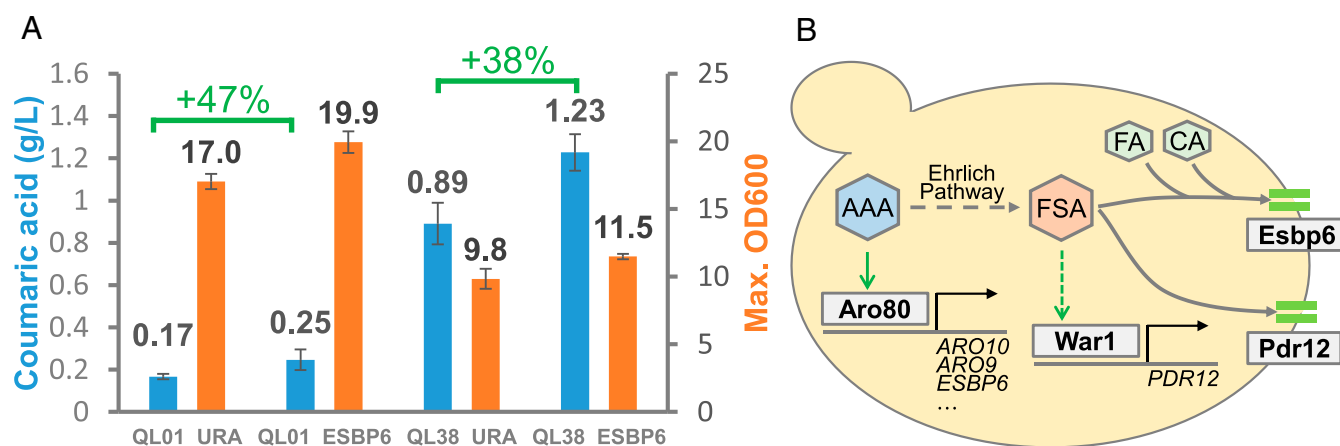 A
Coumaric acid (g/L)
1.6
1.4
1.2
1
0.8
0.6
0.4
0.2
0
+47%
+38%
0.17
17.0
0.25
19.9
0.89
9.8
1.23
11.5
25
20
15
10
5
0
Max. OD600
QL01 URA QL01 ESBP6 QL38 URA QL38 ESBP6
B
FA CA
Ehrlich
Pathway
AAA
FSA
Esbp6
Aro80
ARO10
ARO9
ESBP6
...
War1
PDR12
Pdr12